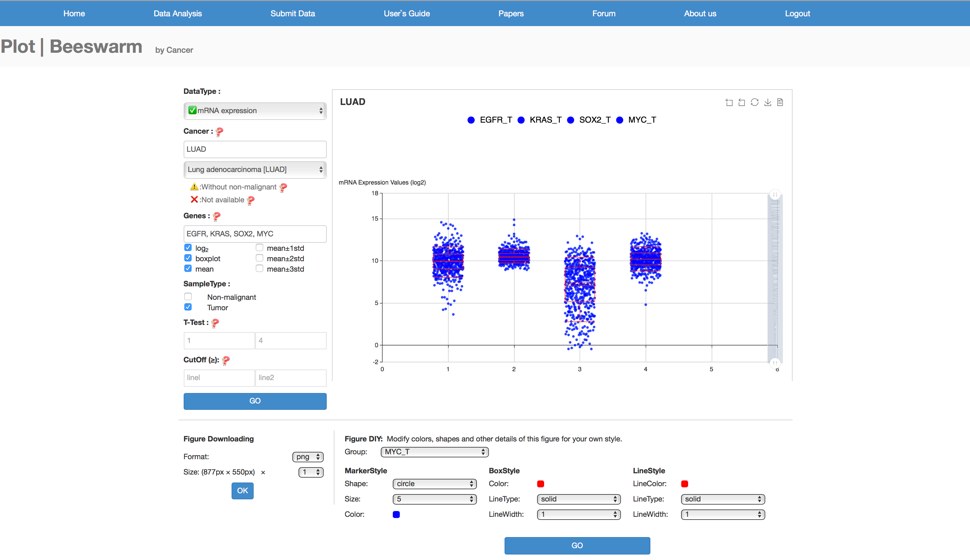 Home Data Analysis Submit Data User's Guide Papers Forum About us Logout
Plot | Beeswarm by Cancer
DataType :
✅mRNA expression
Cancer : ?
LUAD
Lung adenocarcinoma [LUAD]
⚠️:Without non-malignant ?
❌:Not available ?
Genes : ?
EGFR, KRAS, SOX2, MYC
log2 mean±1std
boxplot mean±2std
mean mean±3std
SampleType :
Non-malignant
Tumor
T-Test : ?
1 4
CutOff (≥): ?
linel line2
GO
LUAD
EGFR_T KRAS_T SOX2_T MYC_T
mRNA Expression Values (log2)
18
15
10
5
0
-2
0 1 2 3 4 5 6
Figure Downloading
Format: png
Size: (877px × 550px) × 1
OK
Figure DIY: Modify colors, shapes and other details of this figure for your own style.
Group: MYC_T
MarkerStyle BoxStyle LineStyle
Shape: circle Color: LineColor:
Size: 5 LineType: solid LineType: solid
Color: LineWidth: 1 LineWidth: 1
GO